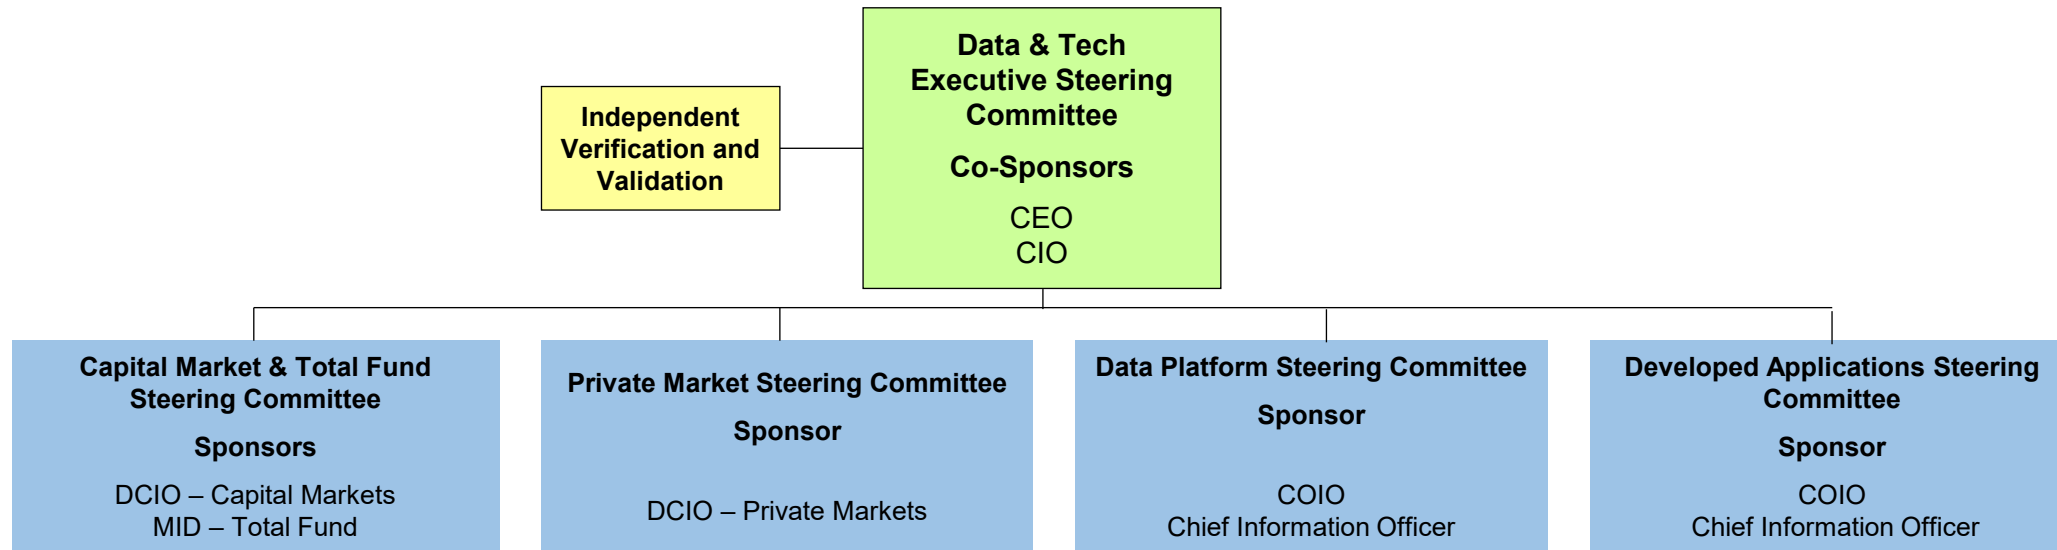 Data & Tech
Executive Steering
Committee
Co-Sponsors
CEO
CIO
Independent
Verification and
Validation
Capital Market & Total Fund
Steering Committee
Sponsors
DCIO – Capital Markets
MID – Total Fund
Private Market Steering Committee
Sponsor
DCIO – Private Markets
Data Platform Steering Committee
Sponsor
COIO
Chief Information Officer
Developed Applications Steering
Committee
Sponsor
COIO
Chief Information Officer